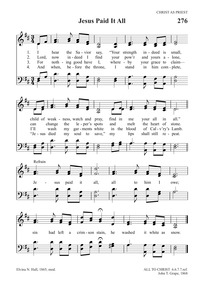 CHRIST AS PRIEST
Jesus Paid It All
276
1. I hear the Sav-ior say, "Your strength in-deed is small,
2. Lord, now in-deed I find your pow'r and yours a-lone,
3. For noth-ing good have I, where-by your grace to claim—
4. And when, be-fore the throne, I stand in him com-plete,
child of weak-ness, watch and pray, find in me your all in all."
can change the lep-er's spots and melt the heart of stone.
I'll wash my gar-ments white in the blood of Cal-v'ry's Lamb.
"Je-sus died my soul to save," my lips shall still re-peat.
Refrain
Je-sus paid it all, all to him I owe;
sin had left a crim-son stain, he washed it white as snow.
Elvina N. Hall, 1865; mod.
ALL TO CHRIST 6.6.7.7.ref.
John T. Grape, 1868